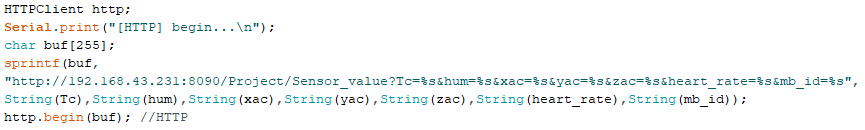 HTTPClient http;
Serial.print("[HTTP] begin...\n");
char buf[255];
sprintf(buf,
"http://192.168.43.231:8090/Project/Sensor_value?Tc=%s&hum=%s&xac=%s&yac=%s&zac=%s&heart_rate=%s&mb_id=%s",
String(Tc),String(hum),String(xac),String(yac),String(zac),String(heart_rate),String(mb_id));
http.begin(buf); //HTTP